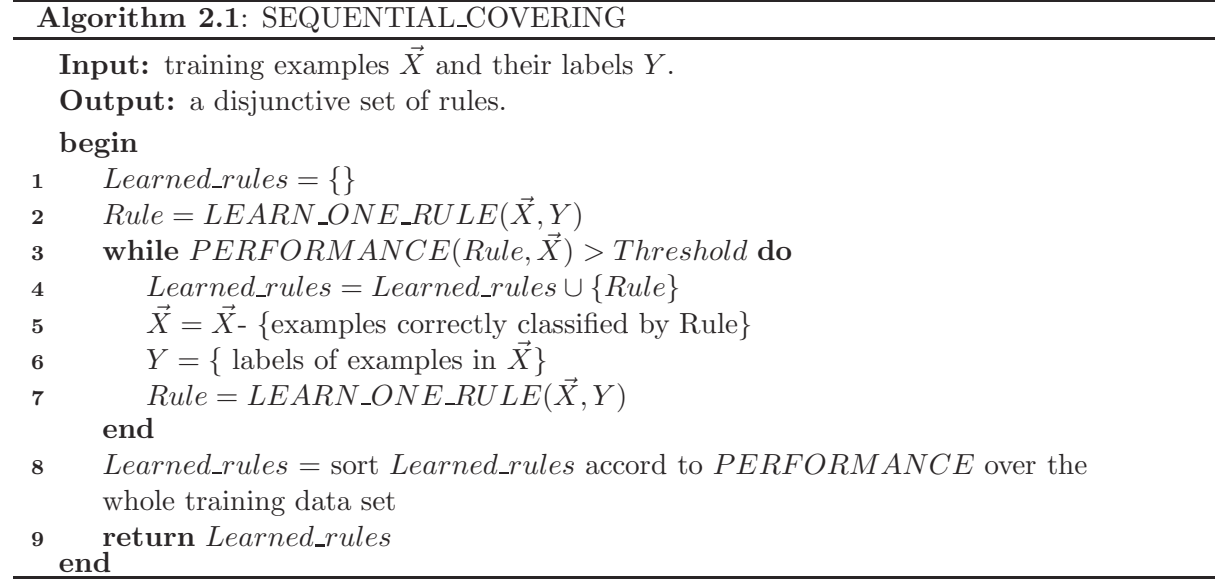 Algorithm 2.1: SEQUENTIAL_COVERING
Input: training examples X⃗ and their labels Y.
Output: a disjunctive set of rules.
begin
1 Learned_rules = {}
2 Rule = LEARN_ONE_RULE(X⃗, Y)
3 while PERFORMANCE(Rule, X⃗) > Threshold do
4 Learned_rules = Learned_rules ∪ {Rule}
5 X⃗ = X⃗- {examples correctly classified by Rule}
6 Y = { labels of examples in X⃗}
7 Rule = LEARN_ONE_RULE(X⃗, Y)
end
8 Learned_rules = sort Learned_rules accord to PERFORMANCE over the
whole training data set
9 return Learned_rules
end